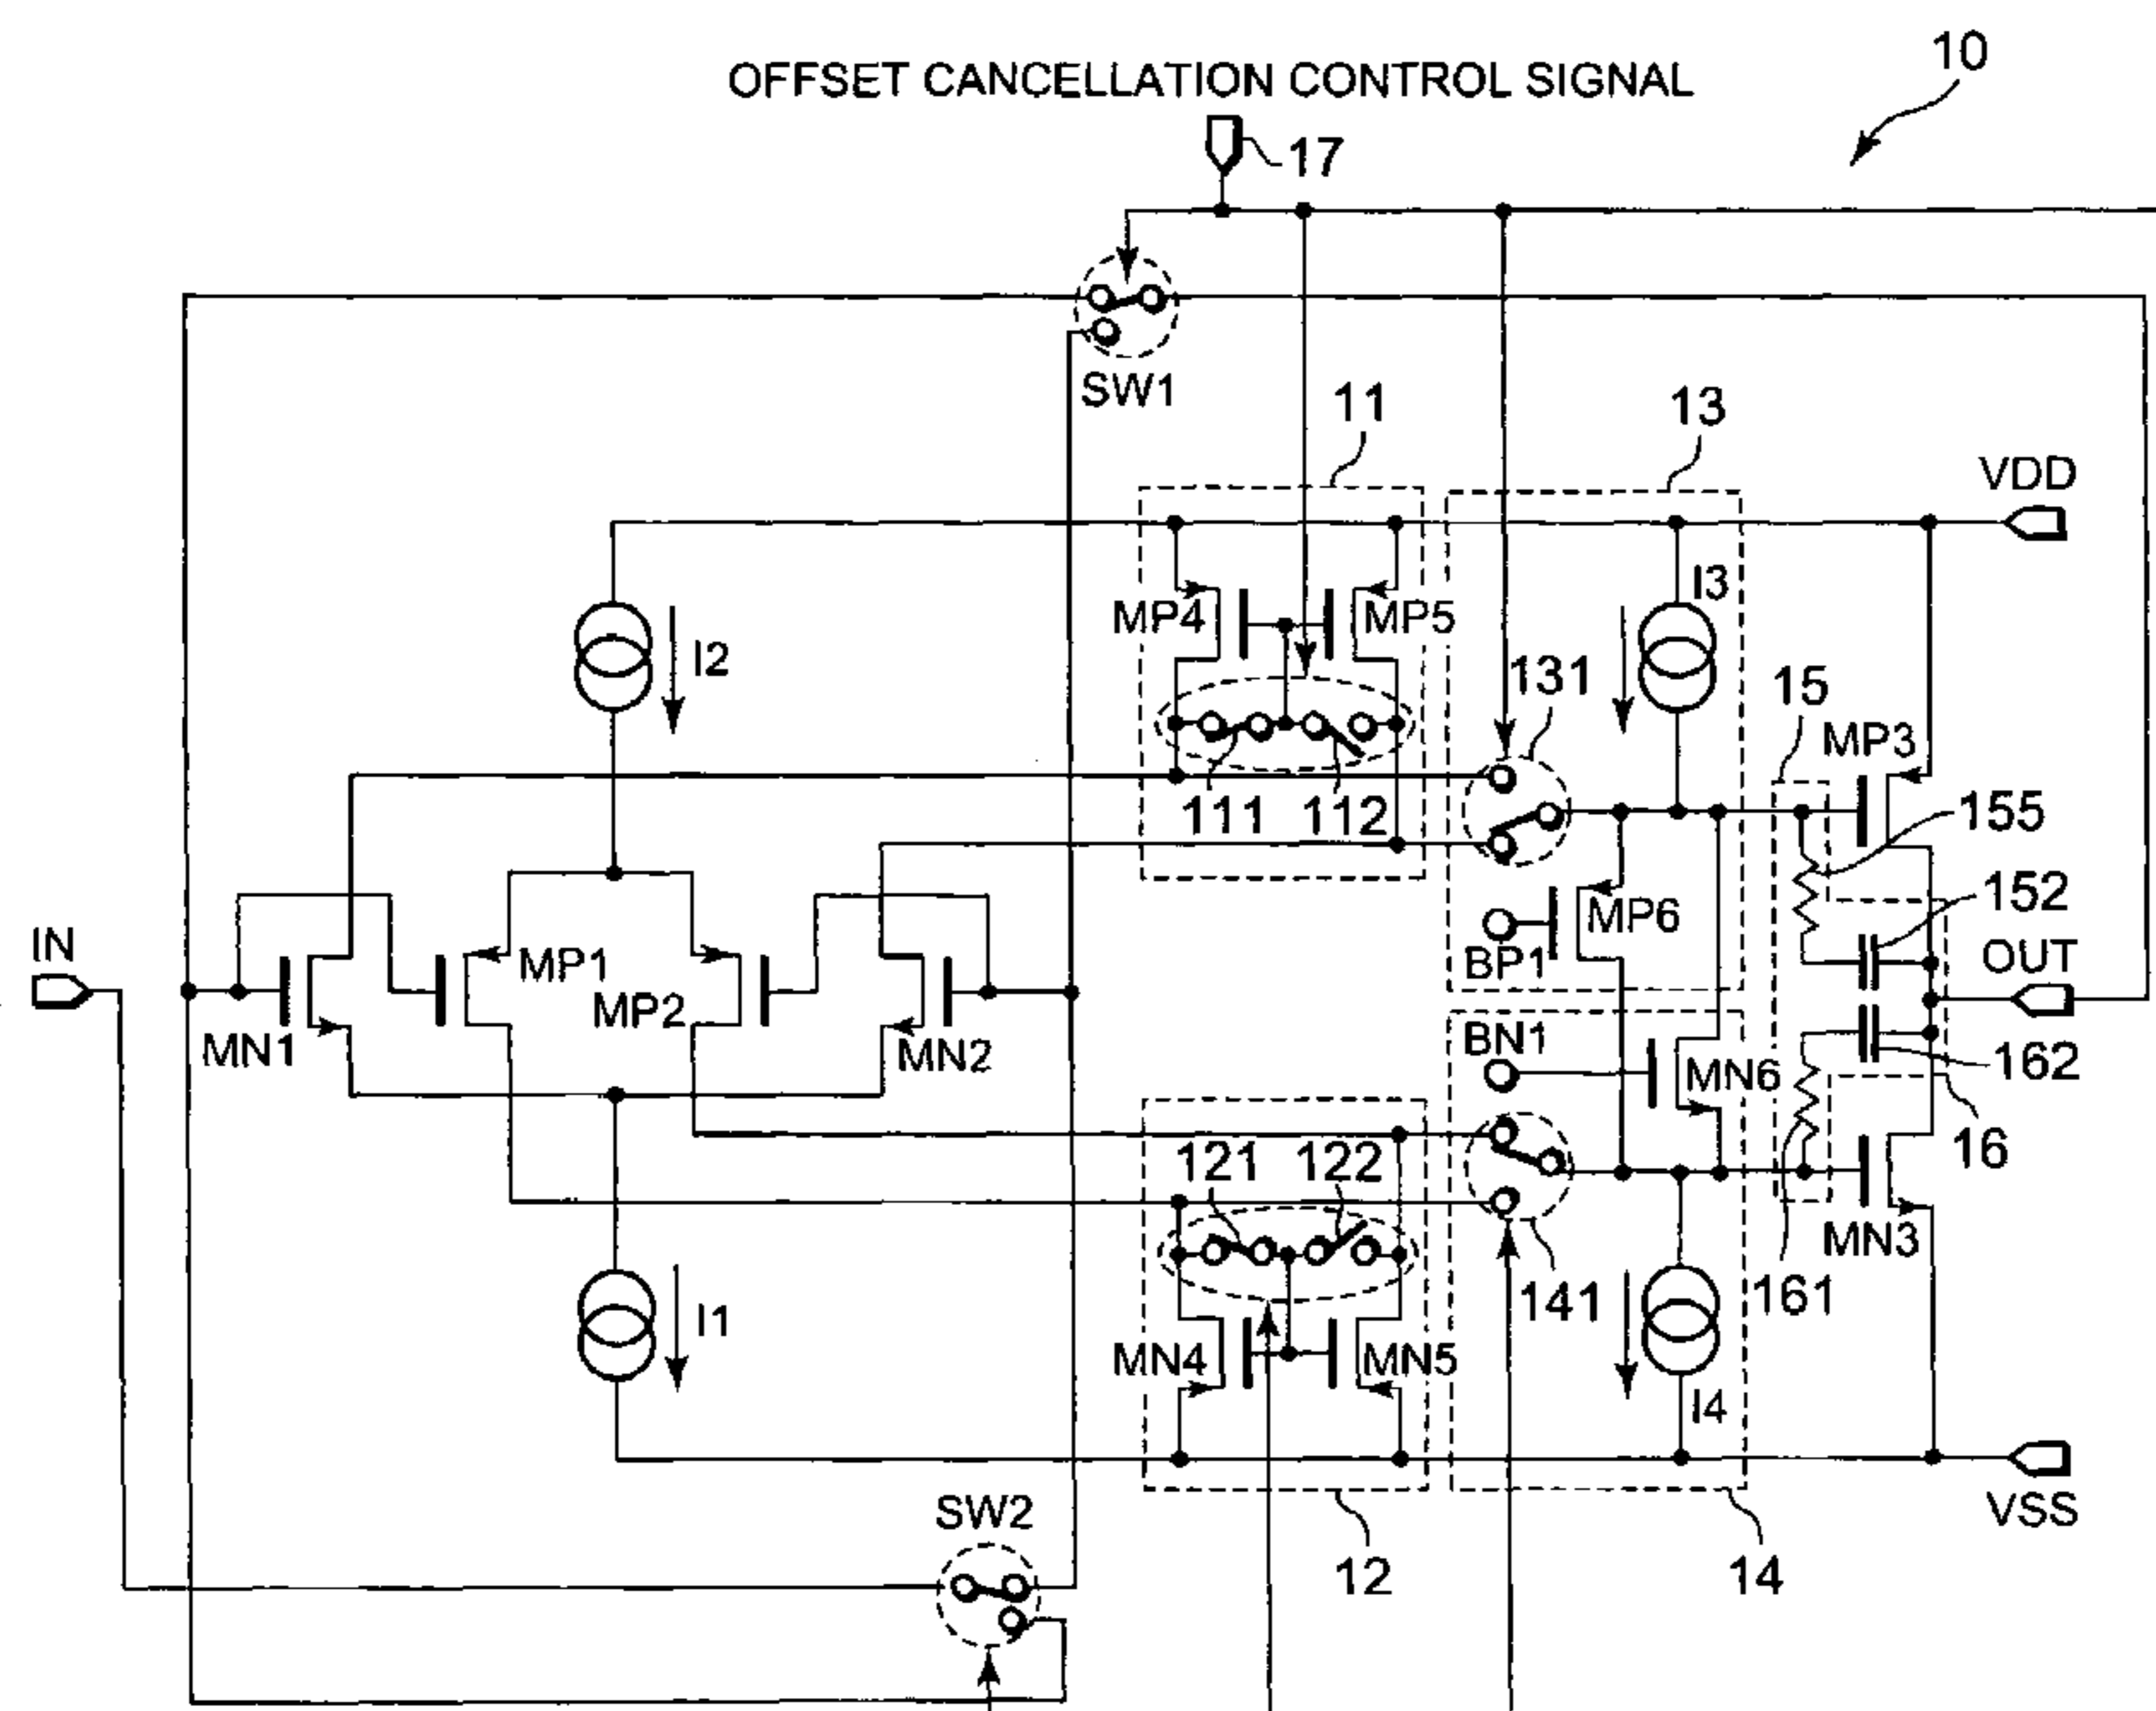 10
OFFSET CANCELLATION CONTROL SIGNAL
17
SW1
11
13
VDD
I3
MP4
MP5
I2
131
15
MP3
111
112
155
152
MP6
BP1
IN
MP1
OUT
MP2
MN1
MN2
BN1
162
MN6
121
122
16
MN3
141
161
I1
MN4
MN5
I4
SW2
VSS
12
14